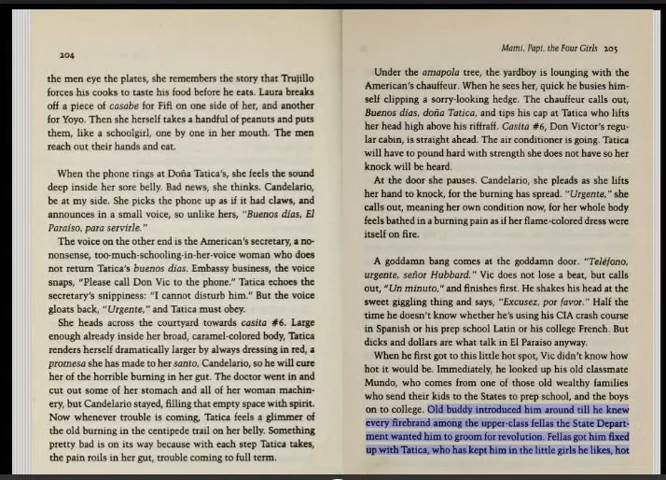 204
the men eye the plates, she remembers the story that Trujillo
forces his cooks to taste his food before he eats. Laura breaks
off a piece of casabe for Fifi on one side of her, and another
for Yoyo. Then she herself takes a handful of peanuts and puts
them, like a schoolgirl, one by one in her mouth. The men
reach out their hands and eat.
When the phone rings at Doña Tatica's, she feels the sound
deep inside her sore belly. Bad news, she thinks. Candelario,
be at my side. She picks the phone up as if it had claws, and
announces in a small voice, so unlike hers, "Buenos días, El
Paraíso, para servirle."
The voice on the other end is the American's secretary, a no-
nonsense, too-much-schooling-in-her-voice woman who does
not return Tatica's buenos días. Embassy business, the voice
snaps, "Please call Don Vic to the phone." Tatica echoes the
secretary's snippiness: "I cannot disturb him." But the voice
gloats back, "Urgente," and Tatica must obey.
She heads across the courtyard towards casita #6. Large
enough already inside her broad, caramel-colored body, Tatica
renders herself dramatically larger by always dressing in red, a
promesa she has made to her santo, Candelario, so he will cure
her of the horrible burning in her gut. The doctor went in and
cut out some of her stomach and all of her woman machin-
ery, but Candelario stayed, filling that empty space with spirit.
Now whenever trouble is coming, Tatica feels a glimmer of
the old burning in the centipede trail on her belly. Something
pretty bad is on its way because with each step Tatica takes,
the pain roils in her gut, trouble coming to full term.
Mami, Papi, the Four Girls 205
Under the amapola tree, the yardboy is lounging with the
American's chauffeur. When he sees her, quick he busies him-
self clipping a sorry-looking hedge. The chauffeur calls out,
Buenos días, doña Tatica, and tips his cap at Tatica who lifts
her head high above his riffraff. Casita #6, Don Victor's regu-
lar cabin, is straight ahead. The air conditioner is going. Tatica
will have to pound hard with strength she does not have so her
knock will be heard.
At the door she pauses. Candelario, she pleads as she lifts
her hand to knock, for the burning has spread. "Urgente," she
calls out, meaning her own condition now, for her whole body
feels bathed in a burning pain as if her flame-colored dress were
itself on fire.
A goddamn bang comes at the goddamn door. "Teléfono,
urgente, señor Hubbard." Vic does not lose a beat, but calls
out, "Un minuto," and finishes first. He shakes his head at the
sweet giggling thing and says, "Excusez, por favor." Half the
time he doesn't know whether he's using his CIA crash course
in Spanish or his prep school Latin or his college French. But
dicks and dollars are what talk in El Paraiso anyway.
When he first got to this little hot spot, Vic didn't know how
hot it would be. Immediately, he looked up his old classmate
Mundo, who comes from one of those old wealthy families
who send their kids to the States to prep school, and the boys
on to college. Old buddy introduced him around till he knew
every firebrand among the upper-class fellas the State Depart-
ment wanted him to groom for revolution. Fellas got him fixed
up with Tatica, who has kept him in the little girls he likes, hot